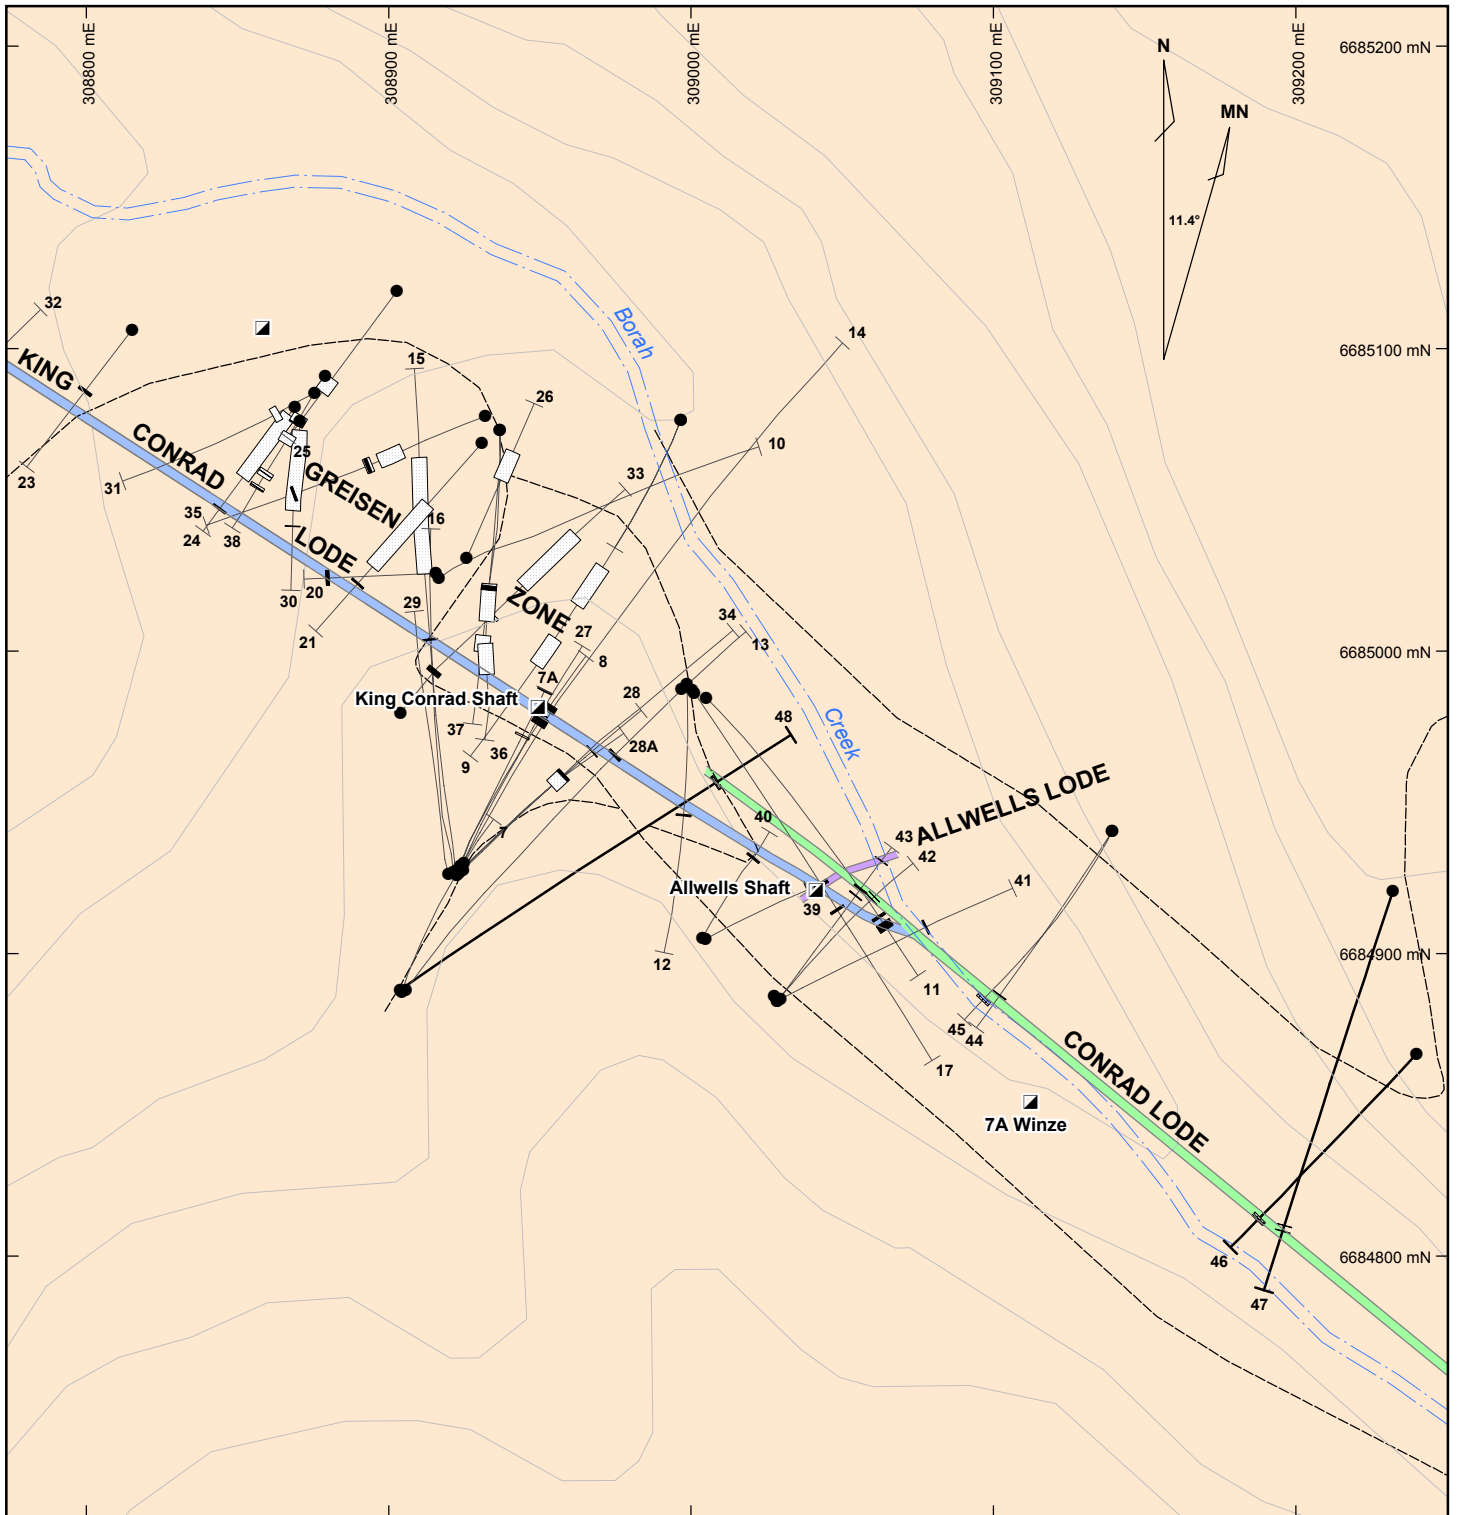 308800 mE
308900 mE
309000 mE
309100 mE
309200 mE
6685200 mN
N
MN
11.4°
32
Borah
14
6685100 mN
KING
15
26
10
CONRAD
25
GREISEN
33
23
31
35
24
38
16
LODE
30
20
29
ZONE
21
34
13
27
8
6685000 mN
7A
King Conrad Shaft
28
37
36
9
28A
48
Creek
7
40
43
ALLWELLS LODE
42
Allwells Shaft
39
41
12
11
6684900 mN
45
44
17
CONRAD LODE
7A Winze
46
47
6684800 mN